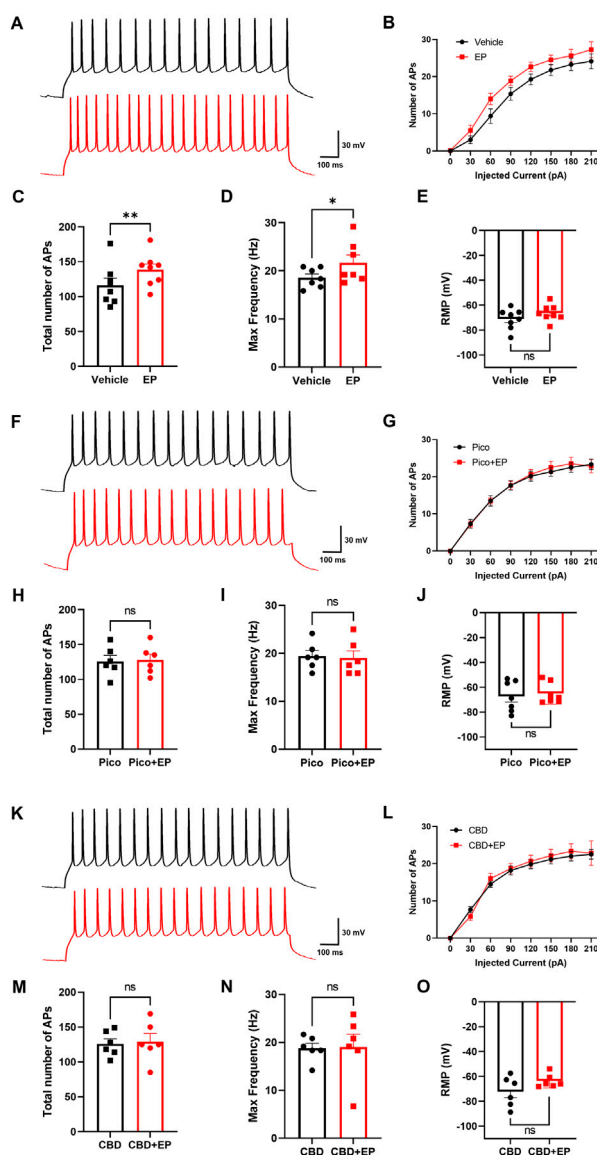 A
30 mV
100 ms
B
Vehicle
EP
Number of APs
30
20
10
0
0 30 60 90 120 150 180 210
Injected Current (pA)
C
**
Total number of APs
200
150
100
50
0
Vehicle EP
D
*
Max Frequency (Hz)
30
20
10
0
Vehicle EP
E
RMP (mV)
0
-20
-40
-60
-80
-100
ns
Vehicle EP
F
30 mV
100 ms
G
Pico
Pico+EP
Number of APs
30
20
10
0
0 30 60 90 120 150 180 210
Injected Current (pA)
H
ns
Total number of APs
200
150
100
50
0
Pico Pico+EP
I
ns
Max Frequency (Hz)
30
20
10
0
Pico Pico+EP
J
RMP (mV)
0
-20
-40
-60
-80
-100
ns
Pico Pico+EP
K
30 mV
100 ms
L
CBD
CBD+EP
Number of APs
30
20
10
0
0 30 60 90 120 150 180 210
Injected Current (pA)
M
ns
Total number of APs
200
150
100
50
0
CBD CBD+EP
N
ns
Max Frequency (Hz)
30
20
10
0
CBD CBD+EP
O
RMP (mV)
0
-20
-40
-60
-80
-100
ns
CBD CBD+EP